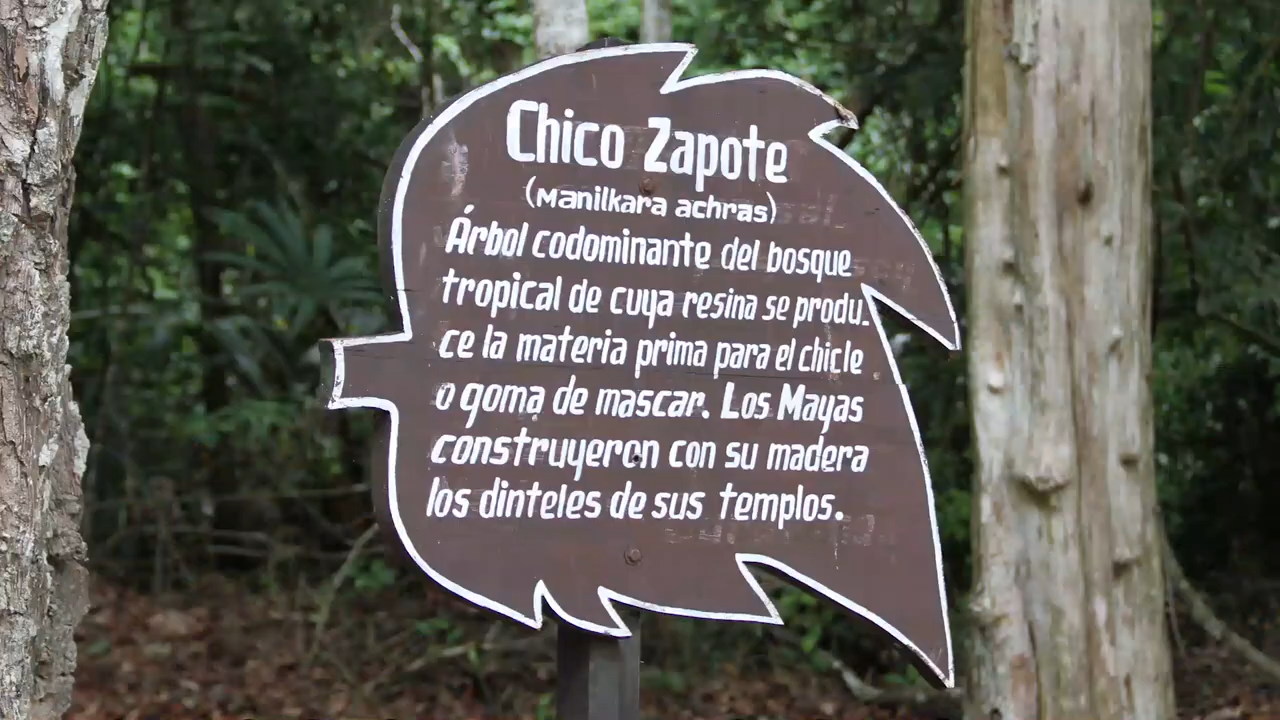 Chico Zapote
(Manilkara achras)
Árbol codominante del bosque
tropical de cuya resina se produ-
ce la materia prima para el chicle
o goma de mascar. Los Mayas
construyeron con su madera
los dinteles de sus templos.